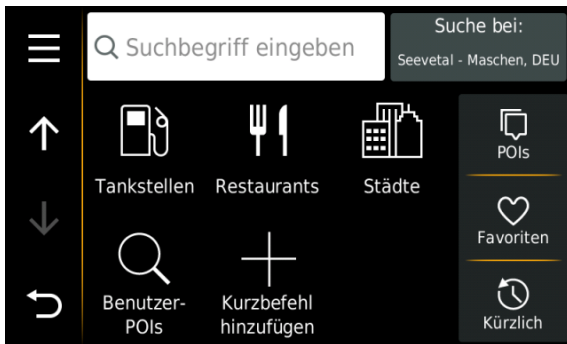 Suchbegriff eingeben
Suche bei:
Seevetal - Maschen, DEU
Tankstellen
Restaurants
Städte
POIs
Favoriten
Benutzer-
POIs
Kurzbefehl
hinzufügen
Kürzlich